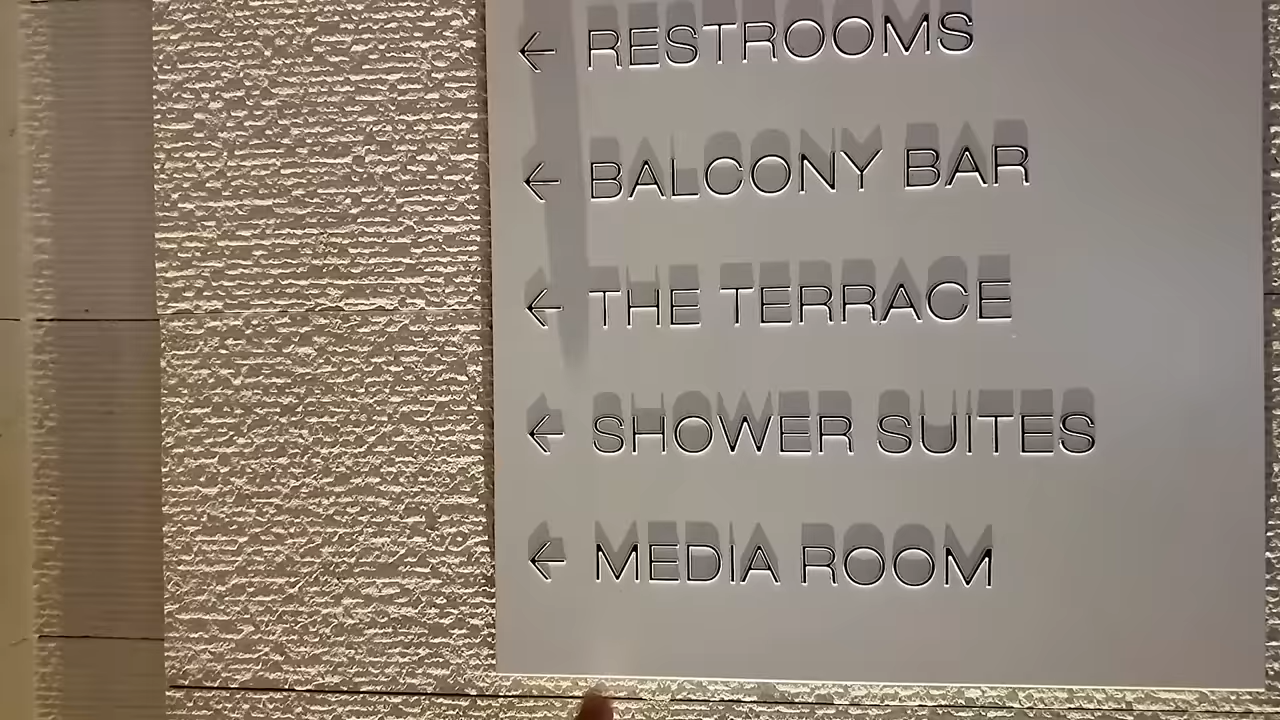 ← RESTROOMS
← BALCONY BAR
← THE TERRACE
← SHOWER SUITES
← MEDIA ROOM